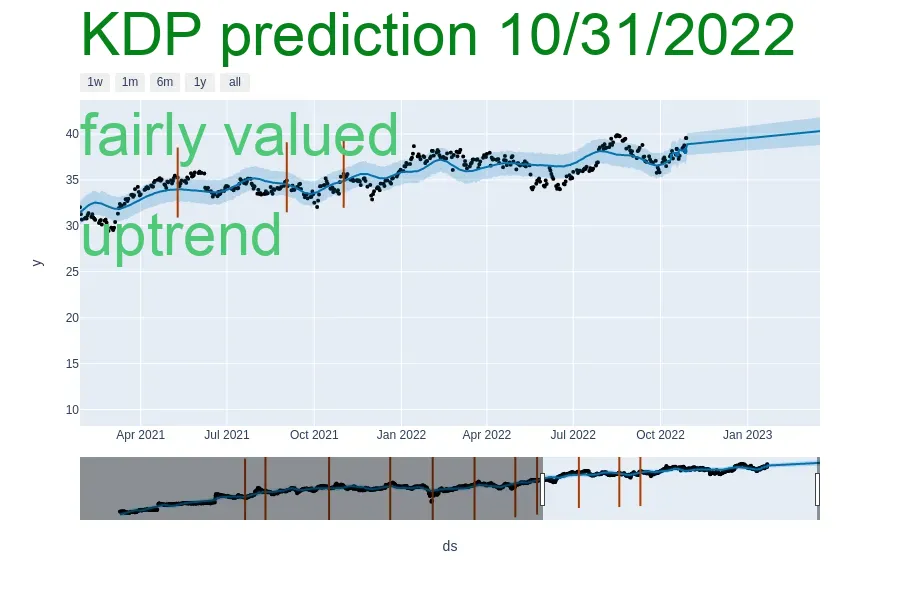 KDP prediction 10/31/2022
1w 1m 6m 1y all
fairly valued
uptrend
40
35
30
25
20
15
10
y
Apr 2021 Jul 2021 Oct 2021 Jan 2022 Apr 2022 Jul 2022 Oct 2022 Jan 2023
ds